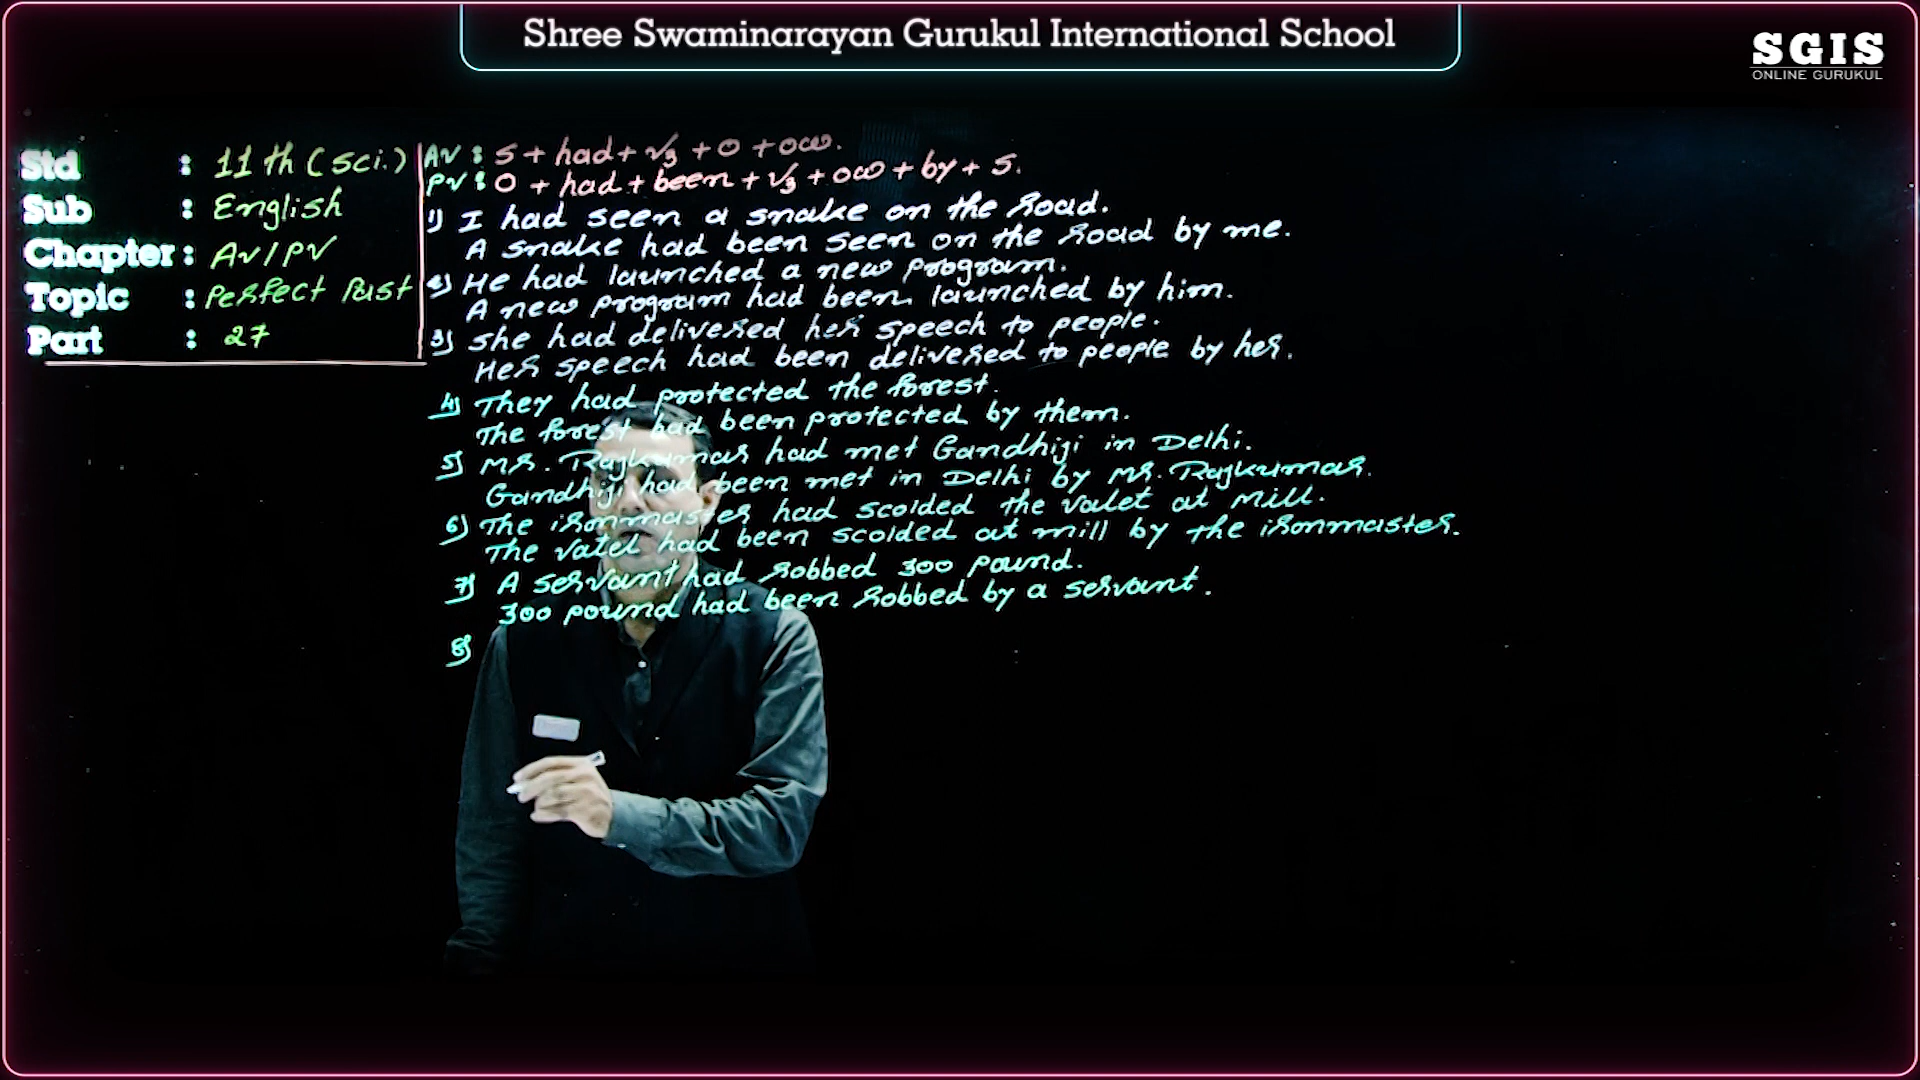 Shree Swaminarayan Gurukul International School
SGIS
ONLINE GURUKUL
Std : 11th (Sci.)
Sub : English
Chapter : AV/PV
Topic : Perfect Past
Part : 27
AV : S + had + V3 + O + ow.
PV : O + had + been + V3 + ow + by + S.
1) I had seen a snake on the road.
A snake had been seen on the road by me.
2) He had launched a new program.
A new program had been launched by him.
3) She had delivered her speech to people.
Her speech had been delivered to people by her.
4) They had protected the forest.
The forest had been protected by them.
5) Mr. Rajkumar had met Gandhiji in Delhi.
Gandhiji had been met in Delhi by Mr. Rajkumar.
6) The ironmaster had scolded the valet at mill.
The valet had been scolded at mill by the ironmaster.
7) A servant had robbed 300 pound.
300 pound had been robbed by a servant.
8)